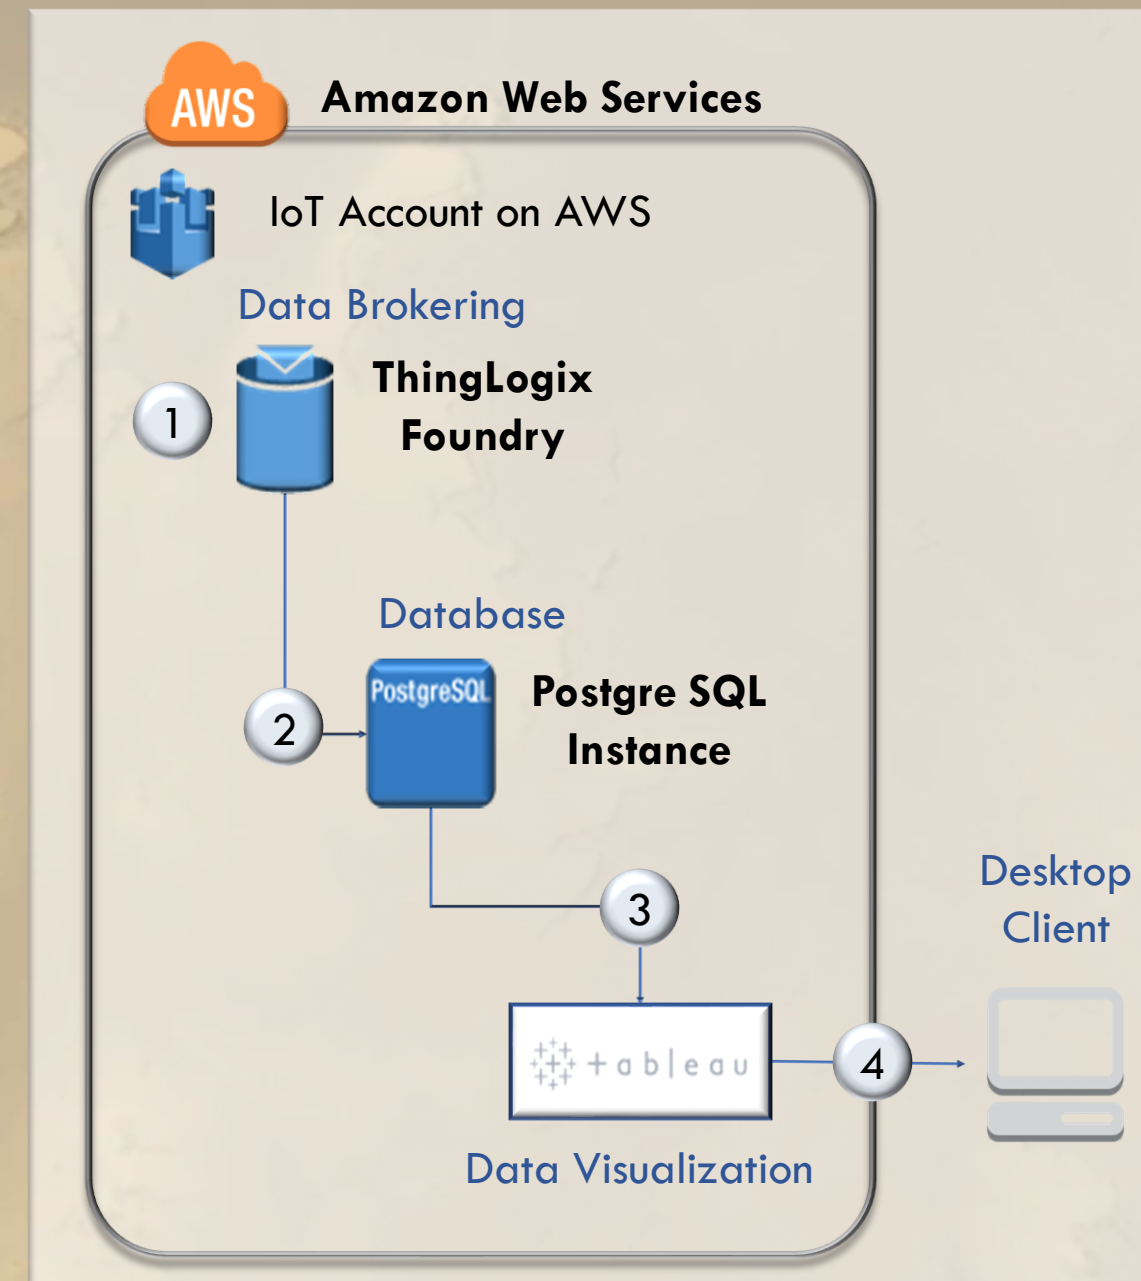 AWS
Amazon Web Services
IoT Account on AWS
Data Brokering
1
ThingLogix
Foundry
Database
PostgreSQL
Postgre SQL
Instance
2
3
Desktop
Client
+ableau
4
Data Visualization